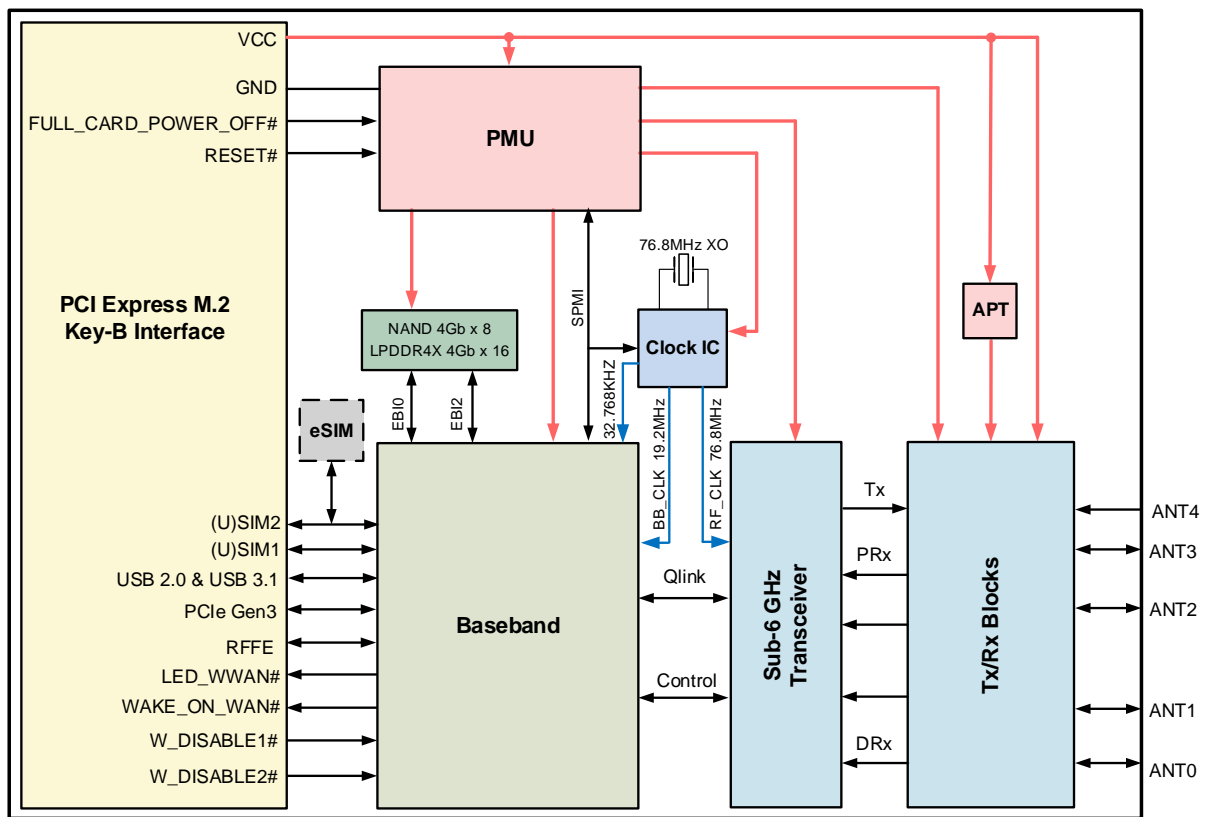 VCC
GND
FULL_CARD_POWER_OFF#
RESET#
PMU
76.8MHz XO
PCI Express M.2
Key-B Interface
NAND 4Gb x 8
LPDDR4X 4Gb x 16
SPMI
Clock IC
APT
eSIM
EBI0
EBI2
32.768KHZ
BB_CLK 19.2MHz
RF_CLK 76.8MHz
(U)SIM2
(U)SIM1
USB 2.0 & USB 3.1
PCIe Gen3
RFFE
LED_WWAN#
WAKE_ON_WAN#
W_DISABLE1#
W_DISABLE2#
Baseband
Qlink
Control
Sub-6 GHz
Transceiver
Tx
PRx
DRx
Tx/Rx Blocks
ANT4
ANT3
ANT2
ANT1
ANT0